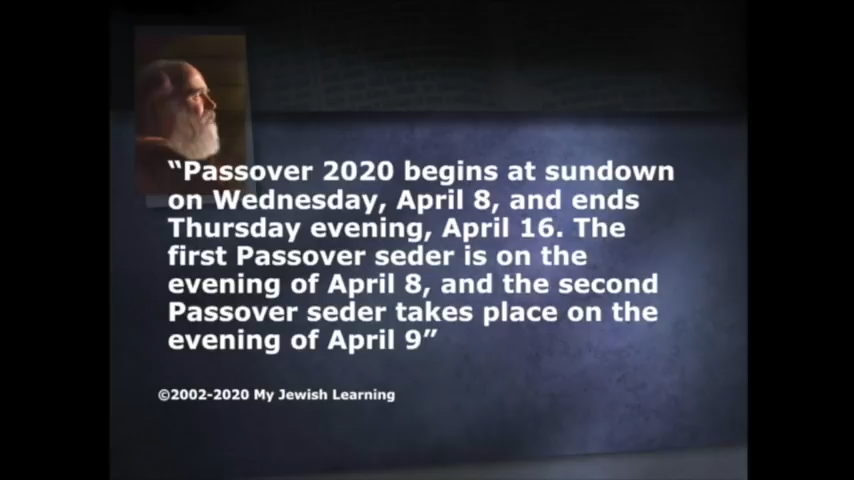 “Passover 2020 begins at sundown
on Wednesday, April 8, and ends
Thursday evening, April 16. The
first Passover seder is on the
evening of April 8, and the second
Passover seder takes place on the
evening of April 9”
©2002-2020 My Jewish Learning